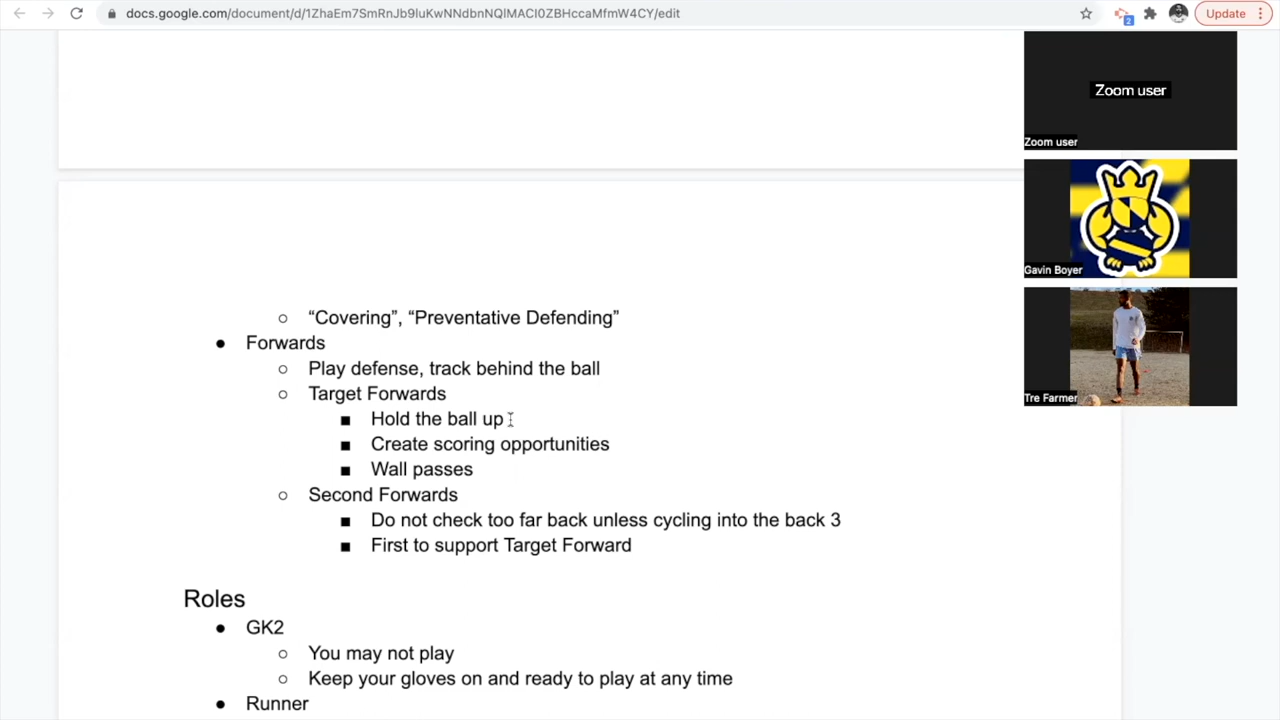 docs.google.com/document/d/1ZhaEm7SmRnJb9luKwNNdbnNQlMACI0ZBHccaMfmW4CY/edit
2
Update
Zoom user
Zoom user
Gavin Boyer
Tre Farmer
○ “Covering”, “Preventative Defending”
● Forwards
○ Play defense, track behind the ball
○ Target Forwards
■ Hold the ball up
■ Create scoring opportunities
■ Wall passes
○ Second Forwards
■ Do not check too far back unless cycling into the back 3
■ First to support Target Forward
Roles
● GK2
○ You may not play
○ Keep your gloves on and ready to play at any time
● Runner